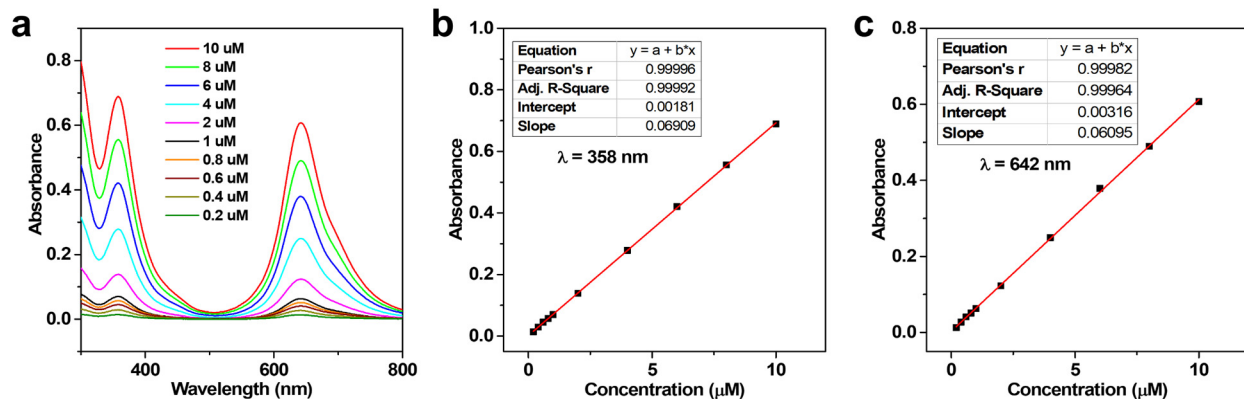 a
Absorbance
0.8
0.6
0.4
0.2
0.0
10 uM
8 uM
6 uM
4 uM
2 uM
1 uM
0.8 uM
0.6 uM
0.4 uM
0.2 uM
400 600 800
Wavelength (nm)
b
Absorbance
1.0
0.8
0.6
0.4
0.2
0.0
Equation y = a + b*x
Pearson's r 0.99996
Adj. R-Square 0.99992
Intercept 0.00181
Slope 0.06909
λ = 358 nm
0 5 10
Concentration (μM)
c
Absorbance
0.8
0.6
0.4
0.2
0.0
Equation y = a + b*x
Pearson's r 0.99982
Adj. R-Square 0.99964
Intercept 0.00316
Slope 0.06095
λ = 642 nm
0 5 10
Concentration (μM)